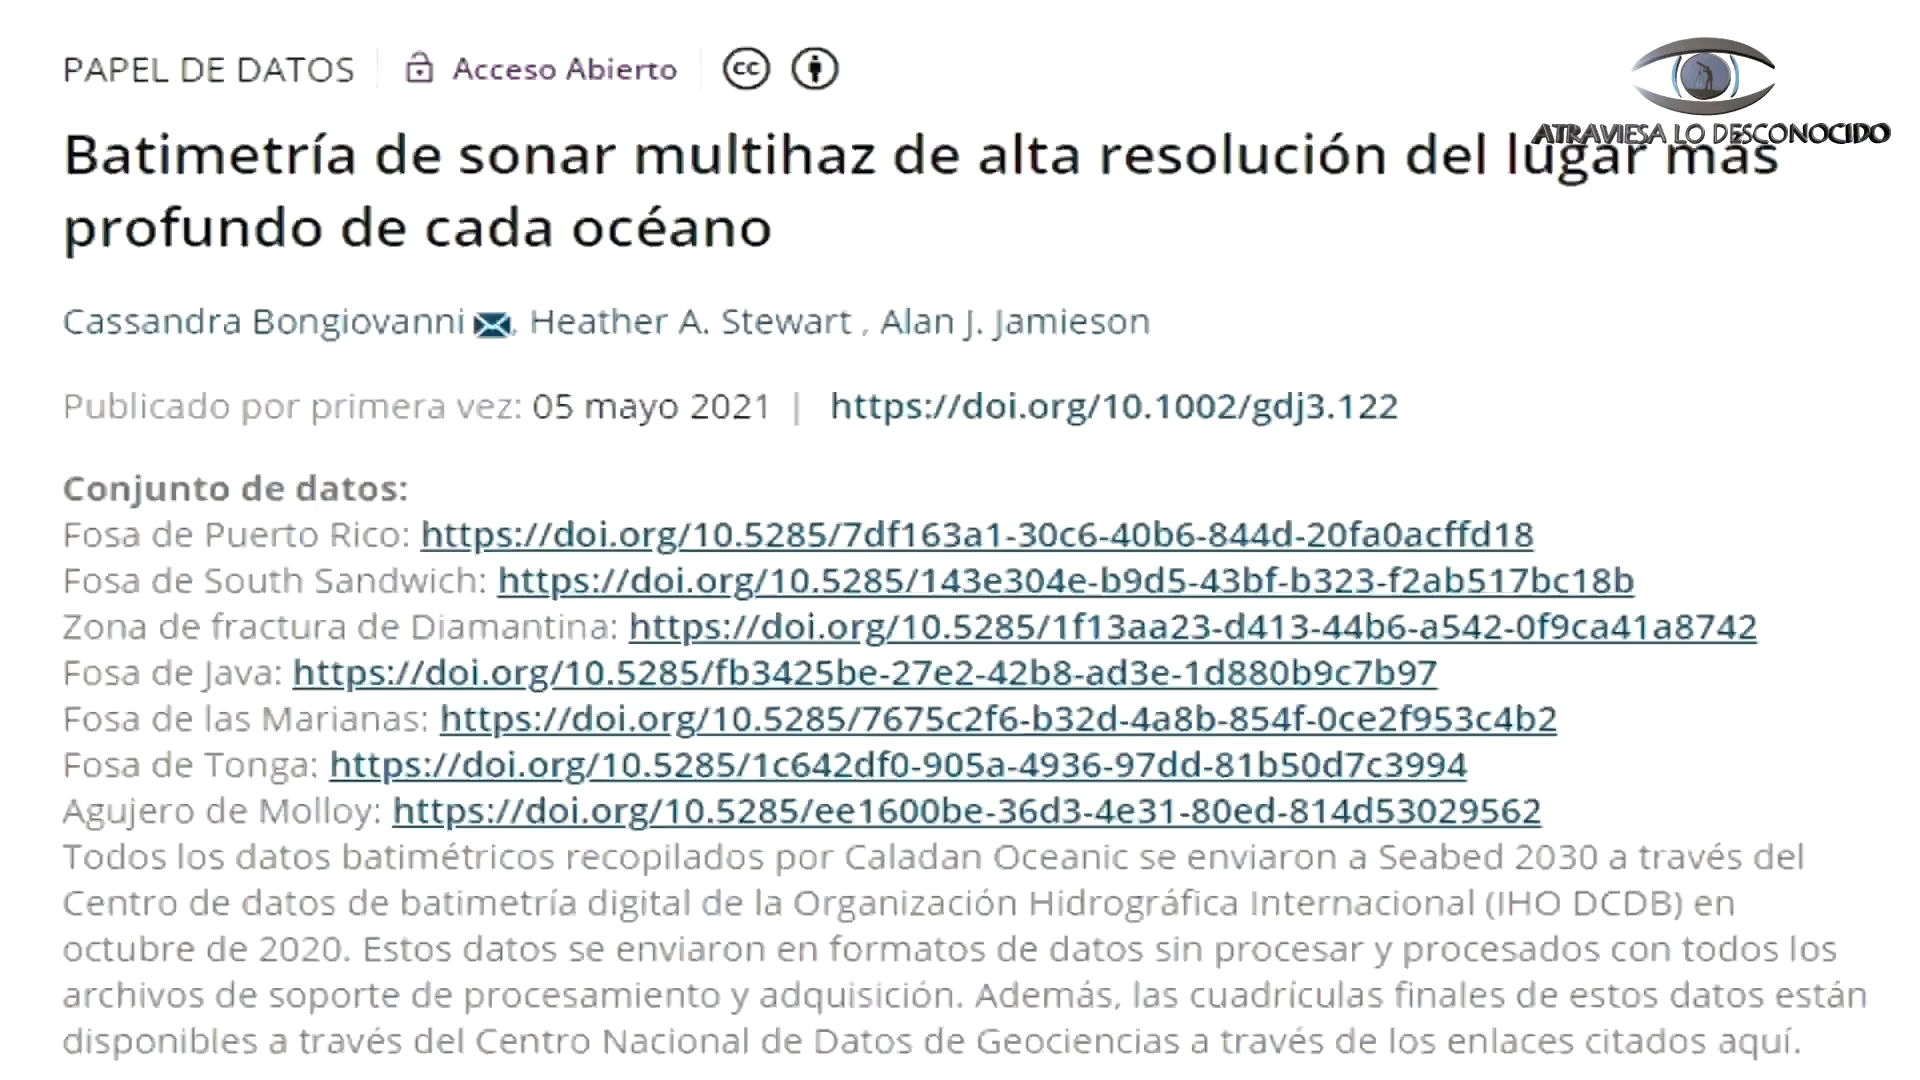 PAPEL DE DATOS Acceso Abierto cc
ATRAVIESA LO DESCONOCIDO
Batimetría de sonar multihaz de alta resolución del lugar más
profundo de cada océano
Cassandra Bongiovanni, Heather A. Stewart , Alan J. Jamieson
Publicado por primera vez: 05 mayo 2021 | https://doi.org/10.1002/gdj3.122
Conjunto de datos:
Fosa de Puerto Rico: https://doi.org/10.5285/7df163a1-30c6-40b6-844d-20fa0acffd18
Fosa de South Sandwich: https://doi.org/10.5285/143e304e-b9d5-43bf-b323-f2ab517bc18b
Zona de fractura de Diamantina: https://doi.org/10.5285/1f13aa23-d413-44b6-a542-0f9ca41a8742
Fosa de Java: https://doi.org/10.5285/fb3425be-27e2-42b8-ad3e-1d880b9c7b97
Fosa de las Marianas: https://doi.org/10.5285/7675c2f6-b32d-4a8b-854f-0ce2f953c4b2
Fosa de Tonga: https://doi.org/10.5285/1c642df0-905a-4936-97dd-81b50d7c3994
Agujero de Molloy: https://doi.org/10.5285/ee1600be-36d3-4e31-80ed-814d53029562
Todos los datos batimétricos recopilados por Caladan Oceanic se enviaron a Seabed 2030 a través del
Centro de datos de batimetría digital de la Organización Hidrográfica Internacional (IHO DCDB) en
octubre de 2020. Estos datos se enviaron en formatos de datos sin procesar y procesados con todos los
archivos de soporte de procesamiento y adquisición. Además, las cuadrículas finales de estos datos están
disponibles a través del Centro Nacional de Datos de Geociencias a través de los enlaces citados aquí.